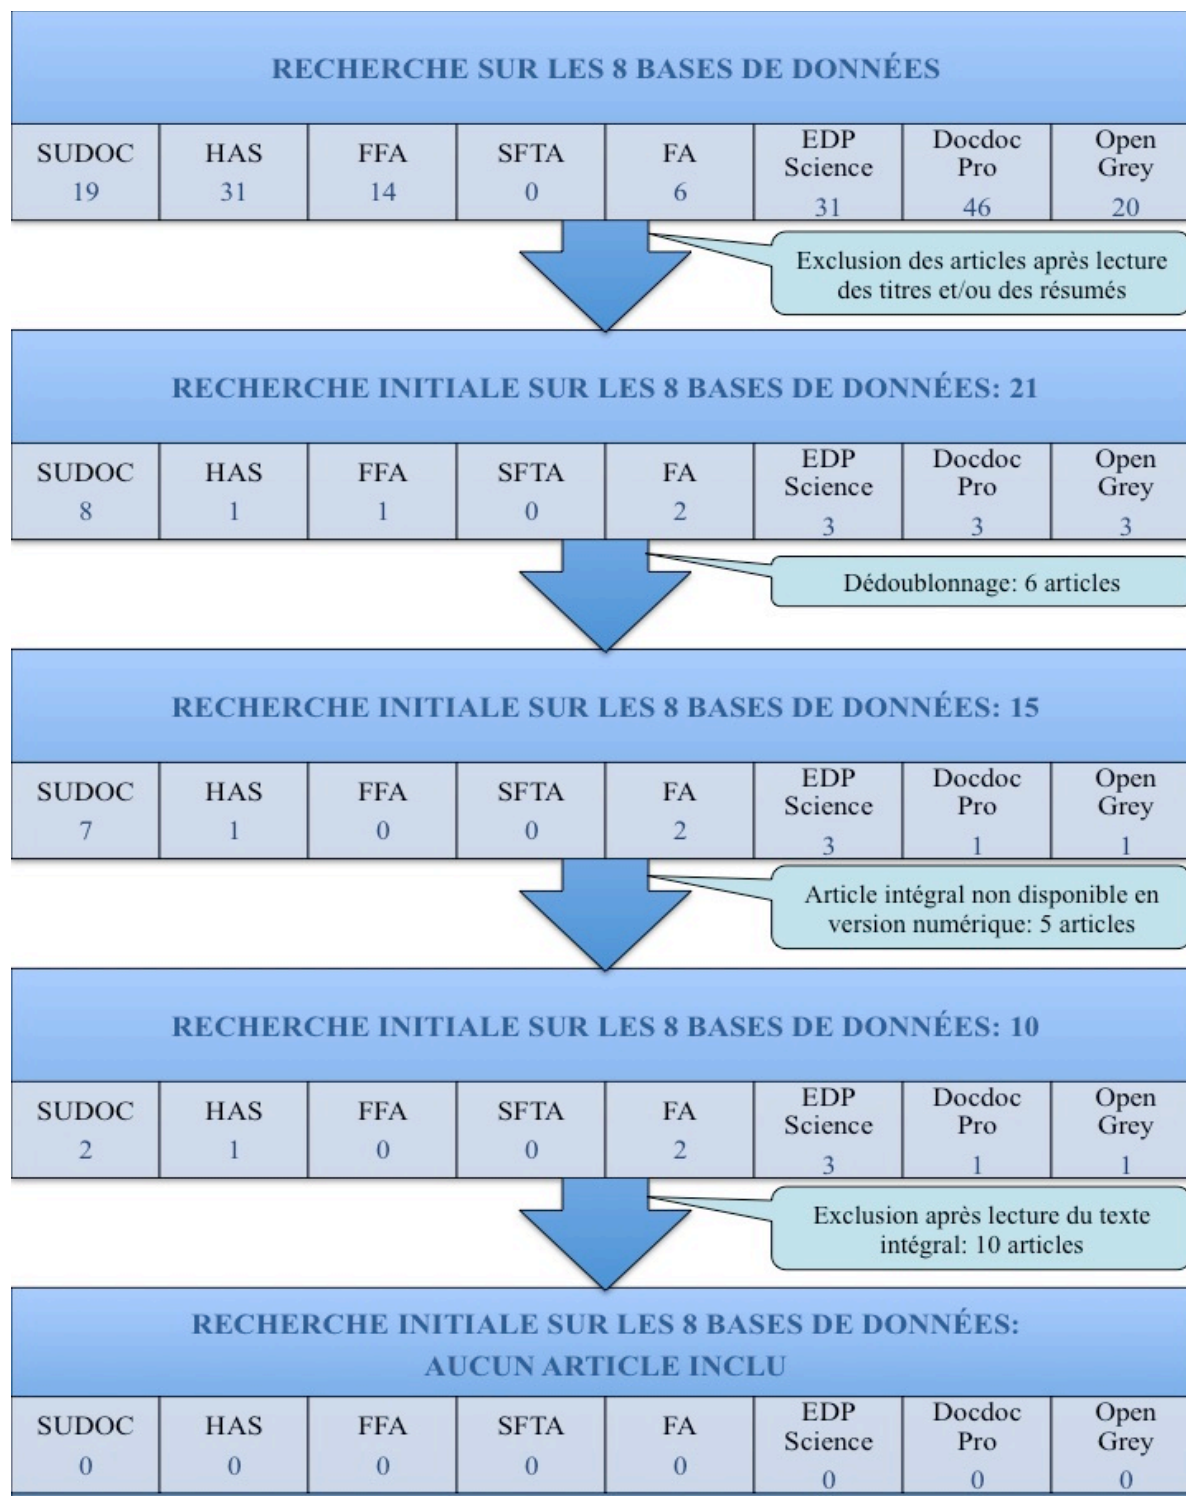 RECHERCHE SUR LES 8 BASES DE DONNÉES
SUDOC HAS FFA SFTA FA EDP Science Docdoc Pro Open Grey
19 31 14 0 6 31 46 20
Exclusion des articles après lecture
des titres et/ou des résumés
RECHERCHE INITIALE SUR LES 8 BASES DE DONNÉES: 21
SUDOC HAS FFA SFTA FA EDP Science Docdoc Pro Open Grey
8 1 1 0 2 3 3 3
Dédoublonnage: 6 articles
RECHERCHE INITIALE SUR LES 8 BASES DE DONNÉES: 15
SUDOC HAS FFA SFTA FA EDP Science Docdoc Pro Open Grey
7 1 0 0 2 3 1 1
Article intégral non disponible en
version numérique: 5 articles
RECHERCHE INITIALE SUR LES 8 BASES DE DONNÉES: 10
SUDOC HAS FFA SFTA FA EDP Science Docdoc Pro Open Grey
2 1 0 0 2 3 1 1
Exclusion après lecture du texte
intégral: 10 articles
RECHERCHE INITIALE SUR LES 8 BASES DE DONNÉES:
AUCUN ARTICLE INCLU
SUDOC HAS FFA SFTA FA EDP Science Docdoc Pro Open Grey
0 0 0 0 0 0 0 0